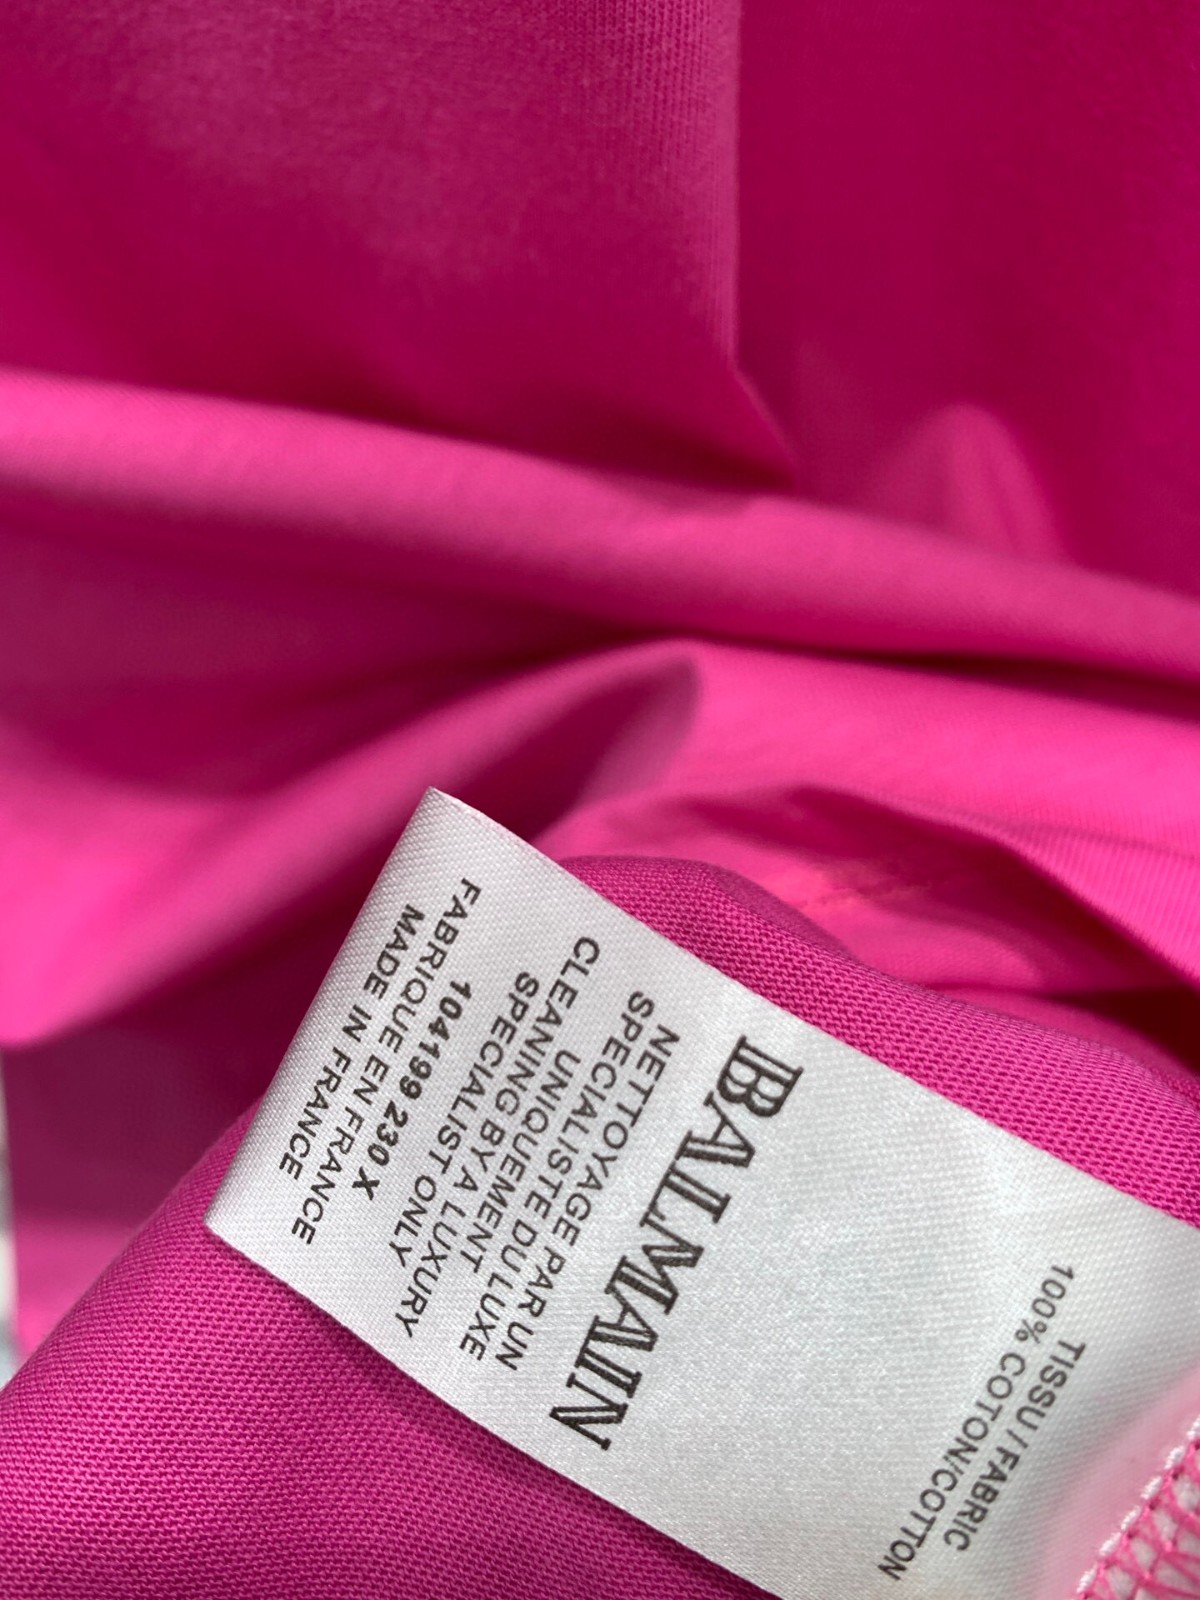 TISSU / FABRIC
100% COTON/COTTON
BALMAIN
NETTOYAGE PAR UN
SPECIALISTE DU LUXE
UNIQUEMENT
CLEANING BY A LUXURY
SPECIALIST ONLY
104199 230 X
FABRIQUE EN FRANCE
MADE IN FRANCE